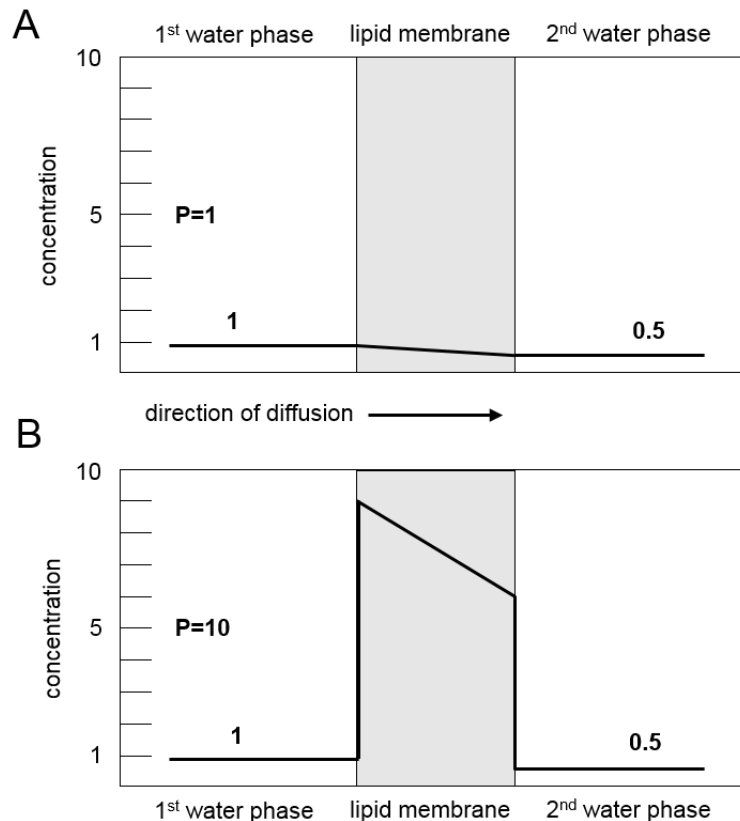 A
1st water phase lipid membrane 2nd water phase
10
5
1
concentration
P=1
1
0.5
direction of diffusion
B
10
5
1
concentration
P=10
1
0.5
1st water phase lipid membrane 2nd water phase